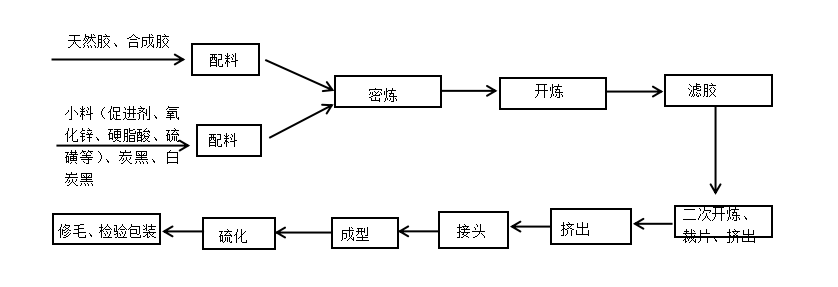 天然胶、合成胶
配料
密炼
开炼
滤胶
小料（促进剂、氧
化锌、硬脂酸、硫
磺等）、炭黑、白
炭黑
配料
二次开炼、
裁片、挤出
挤出
接头
成型
硫化
修毛、检验包装